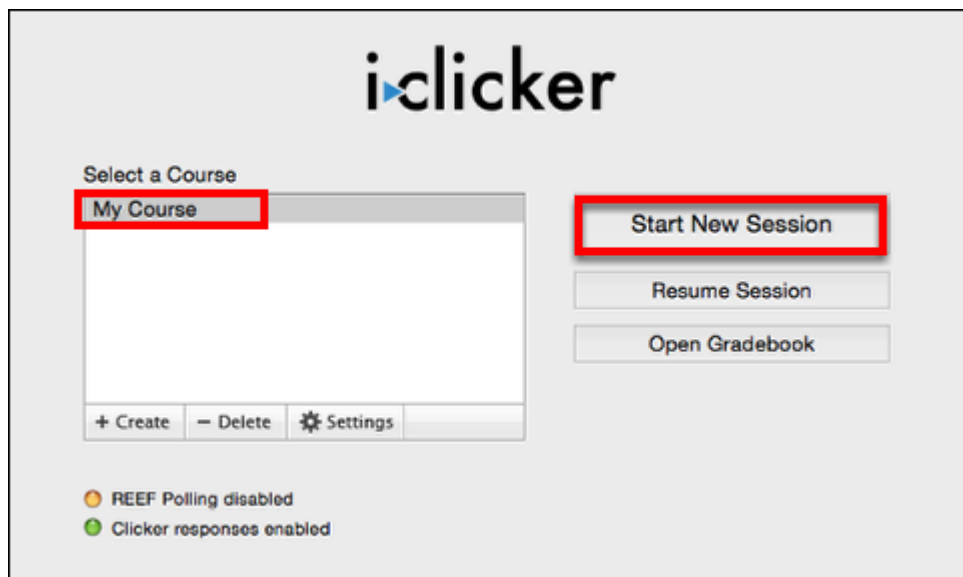 i►clicker
Select a Course
My Course
Start New Session
Resume Session
Open Gradebook
+ Create − Delete Settings
REEF Polling disabled
Clicker responses enabled